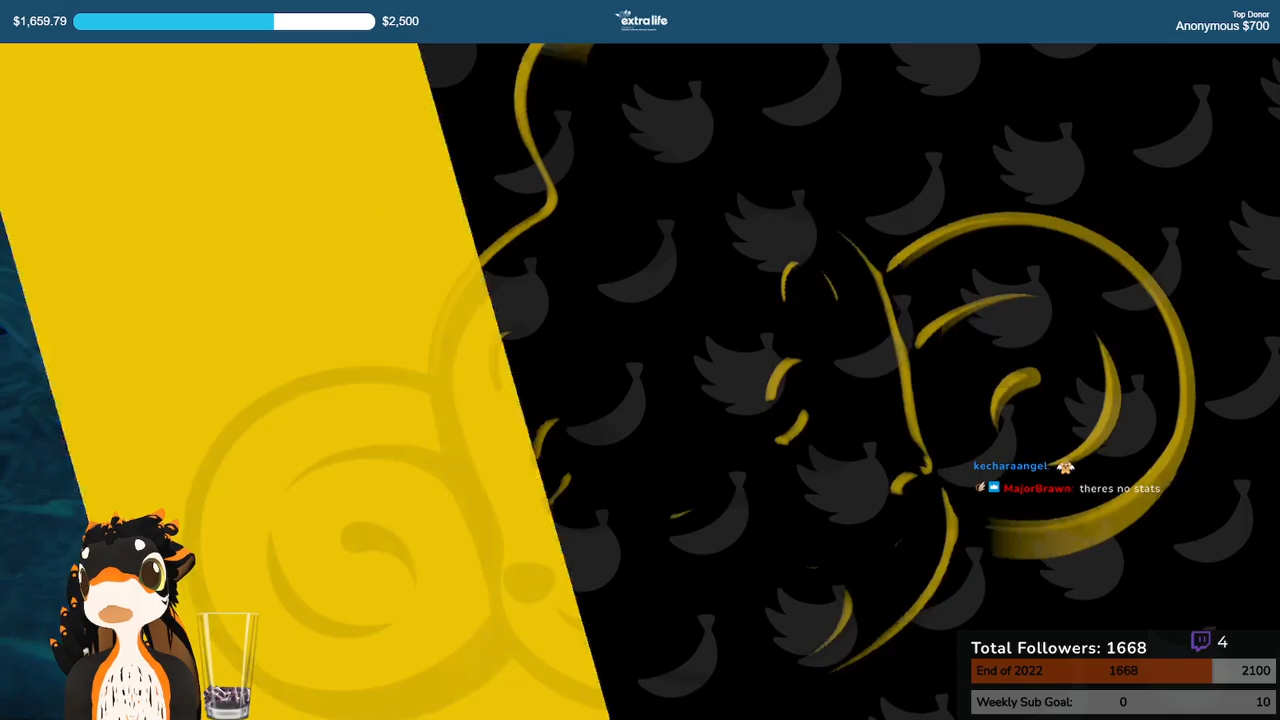 $1,659.79
$2,500
extralife
Top Donor
Anonymous $700
kecharaangel:
MajorBrawn: theres no stats
Total Followers: 1668
4
End of 2022 1668 2100
Weekly Sub Goal: 0 10